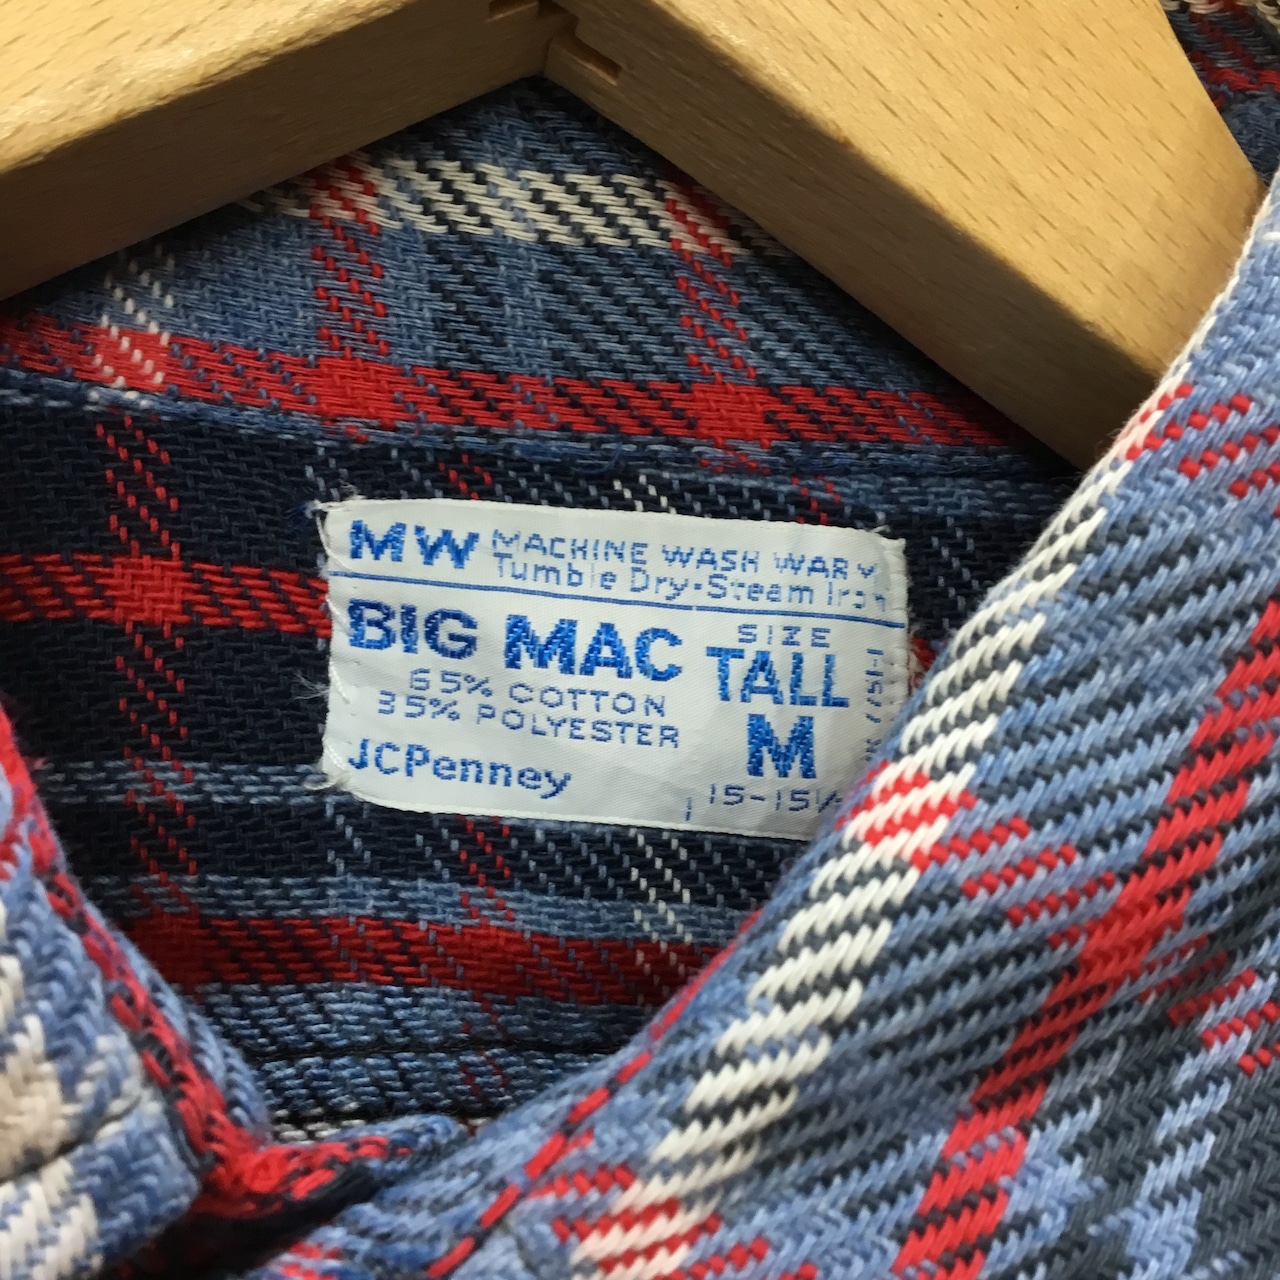 MW MACHINE WASH WARM
Tumble Dry·Steam Iron
BIG MAC
65% COTTON
35% POLYESTER
JCPenney
SIZE
TALL
M
15-15½